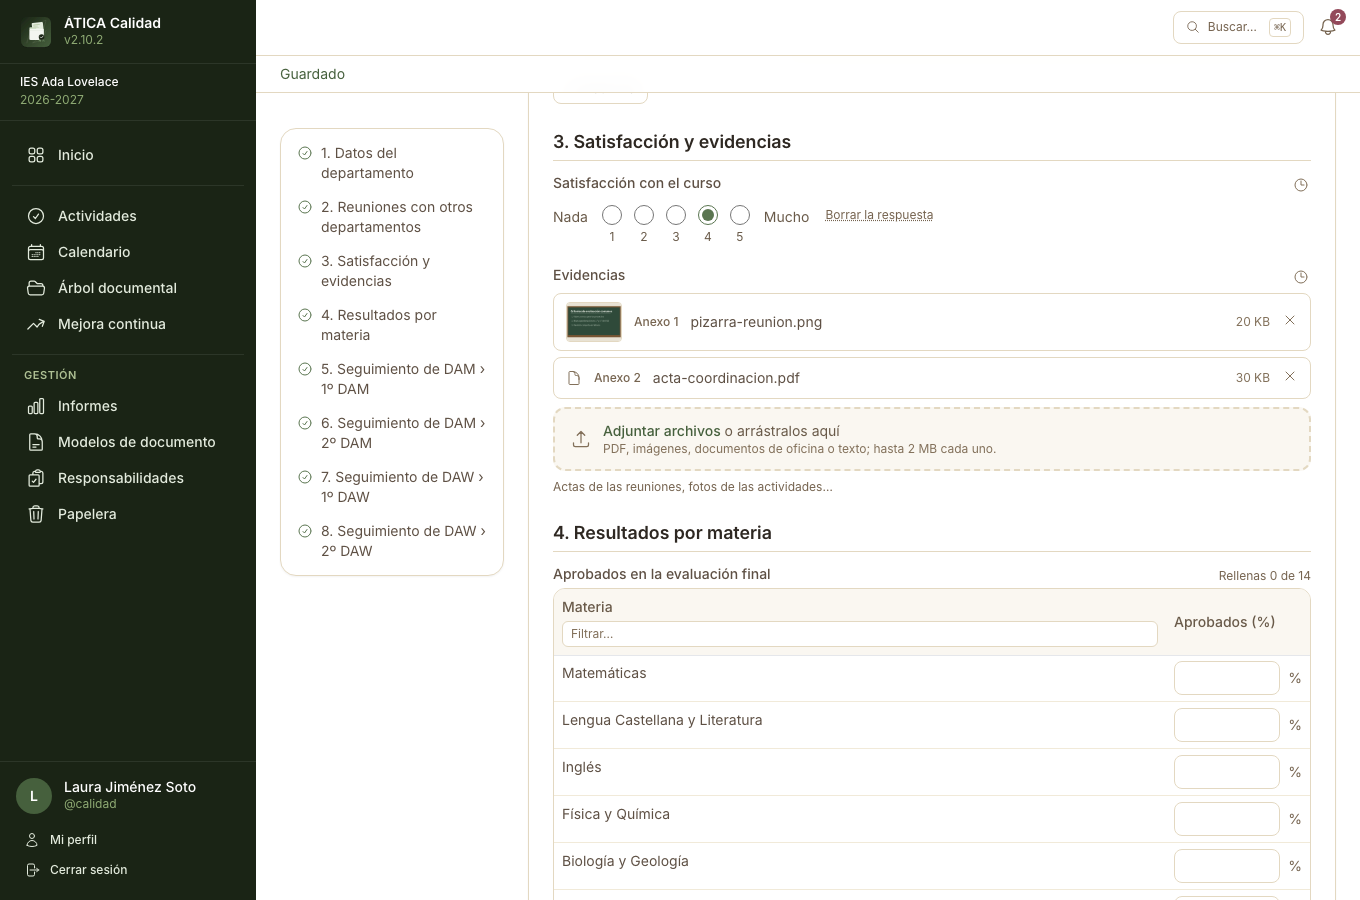 ÁTICA Calidad
v2.10.2
IES Ada Lovelace
2026-2027
Inicio
Actividades
Calendario
Árbol documental
Mejora continua
GESTIÓN
Informes
Modelos de documento
Responsabilidades
Papelera
L
Laura Jiménez Soto
@calidad
Mi perfil
Cerrar sesión
Buscar...
⌘K
2
Guardado
1. Datos del
departamento
2. Reuniones con otros
departamentos
3. Satisfacción y
evidencias
4. Resultados por
materia
5. Seguimiento de DAM ›
1º DAM
6. Seguimiento de DAM ›
2º DAM
7. Seguimiento de DAW ›
1º DAW
8. Seguimiento de DAW ›
2º DAW
3. Satisfacción y evidencias
Satisfacción con el curso
Nada
1 2 3 4 5
Mucho
Borrar la respuesta
Evidencias
Anexo 1 pizarra-reunion.png 20 KB
Anexo 2 acta-coordinacion.pdf 30 KB
Adjuntar archivos o arrástralos aquí
PDF, imágenes, documentos de oficina o texto; hasta 2 MB cada uno.
Actas de las reuniones, fotos de las actividades...
4. Resultados por materia
Aprobados en la evaluación final
Rellenas 0 de 14
Materia
Filtrar...
Aprobados (%)
Matemáticas %
Lengua Castellana y Literatura %
Inglés %
Física y Química %
Biología y Geología %